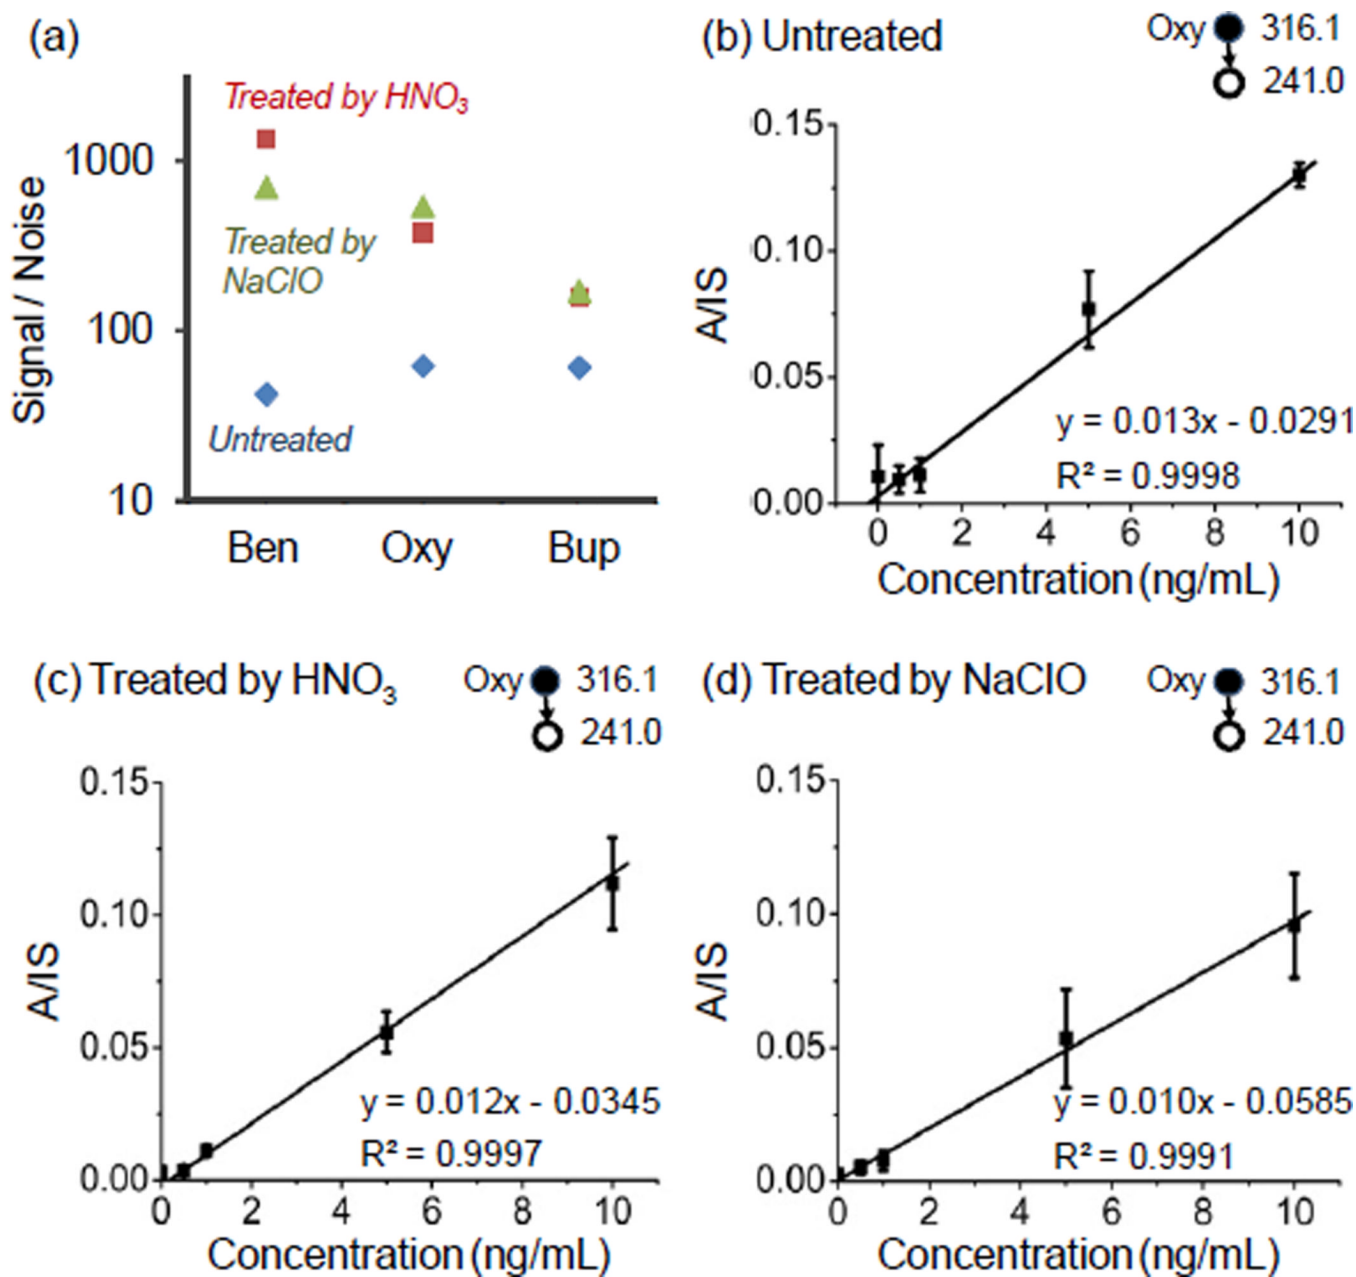 (a)
Treated by HNO₃
1000
Treated by
NaClO
100
Untreated
10
Signal / Noise
Ben Oxy Bup
(b) Untreated
Oxy 316.1
241.0
0.15
0.10
0.05
0.00
A/IS
y = 0.013x - 0.0291
R² = 0.9998
0 2 4 6 8 10
Concentration (ng/mL)
(c) Treated by HNO₃
Oxy 316.1
241.0
0.15
0.10
0.05
0.00
A/IS
y = 0.012x - 0.0345
R² = 0.9997
0 2 4 6 8 10
Concentration (ng/mL)
(d) Treated by NaClO
Oxy 316.1
241.0
0.15
0.10
0.05
0.00
A/IS
y = 0.010x - 0.0585
R² = 0.9991
0 2 4 6 8 10
Concentration (ng/mL)